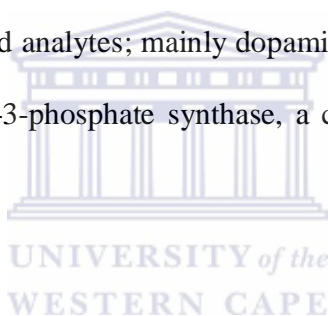 d analytes; mainly dopami
-3-phosphate synthase, a c
UNIVERSITY of the
WESTERN CAPE